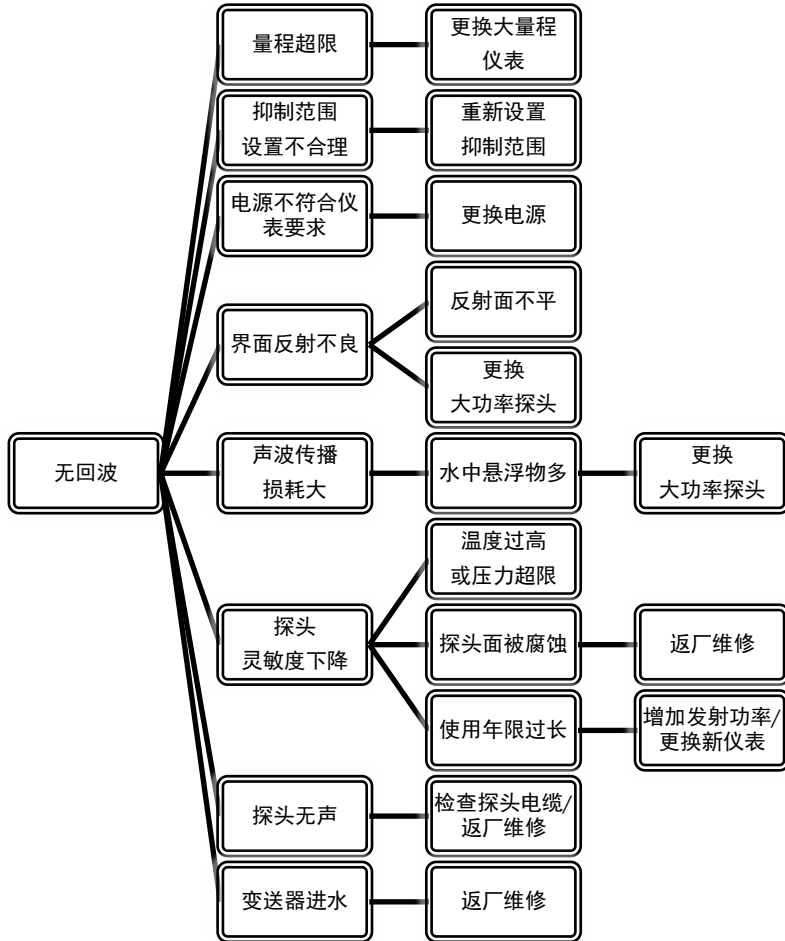 量程超限
更换大量程
仪表
抑制范围
设置不合理
重新设置
抑制范围
电源不符合仪
表要求
更换电源
界面反射不良
反射面不平
更换
大功率探头
无回波
声波传播
损耗大
水中悬浮物多
更换
大功率探头
探头
灵敏度下降
温度过高
或压力超限
探头面被腐蚀
返厂维修
使用年限过长
增加发射功率/
更换新仪表
探头无声
检查探头电缆/
返厂维修
变送器进水
返厂维修